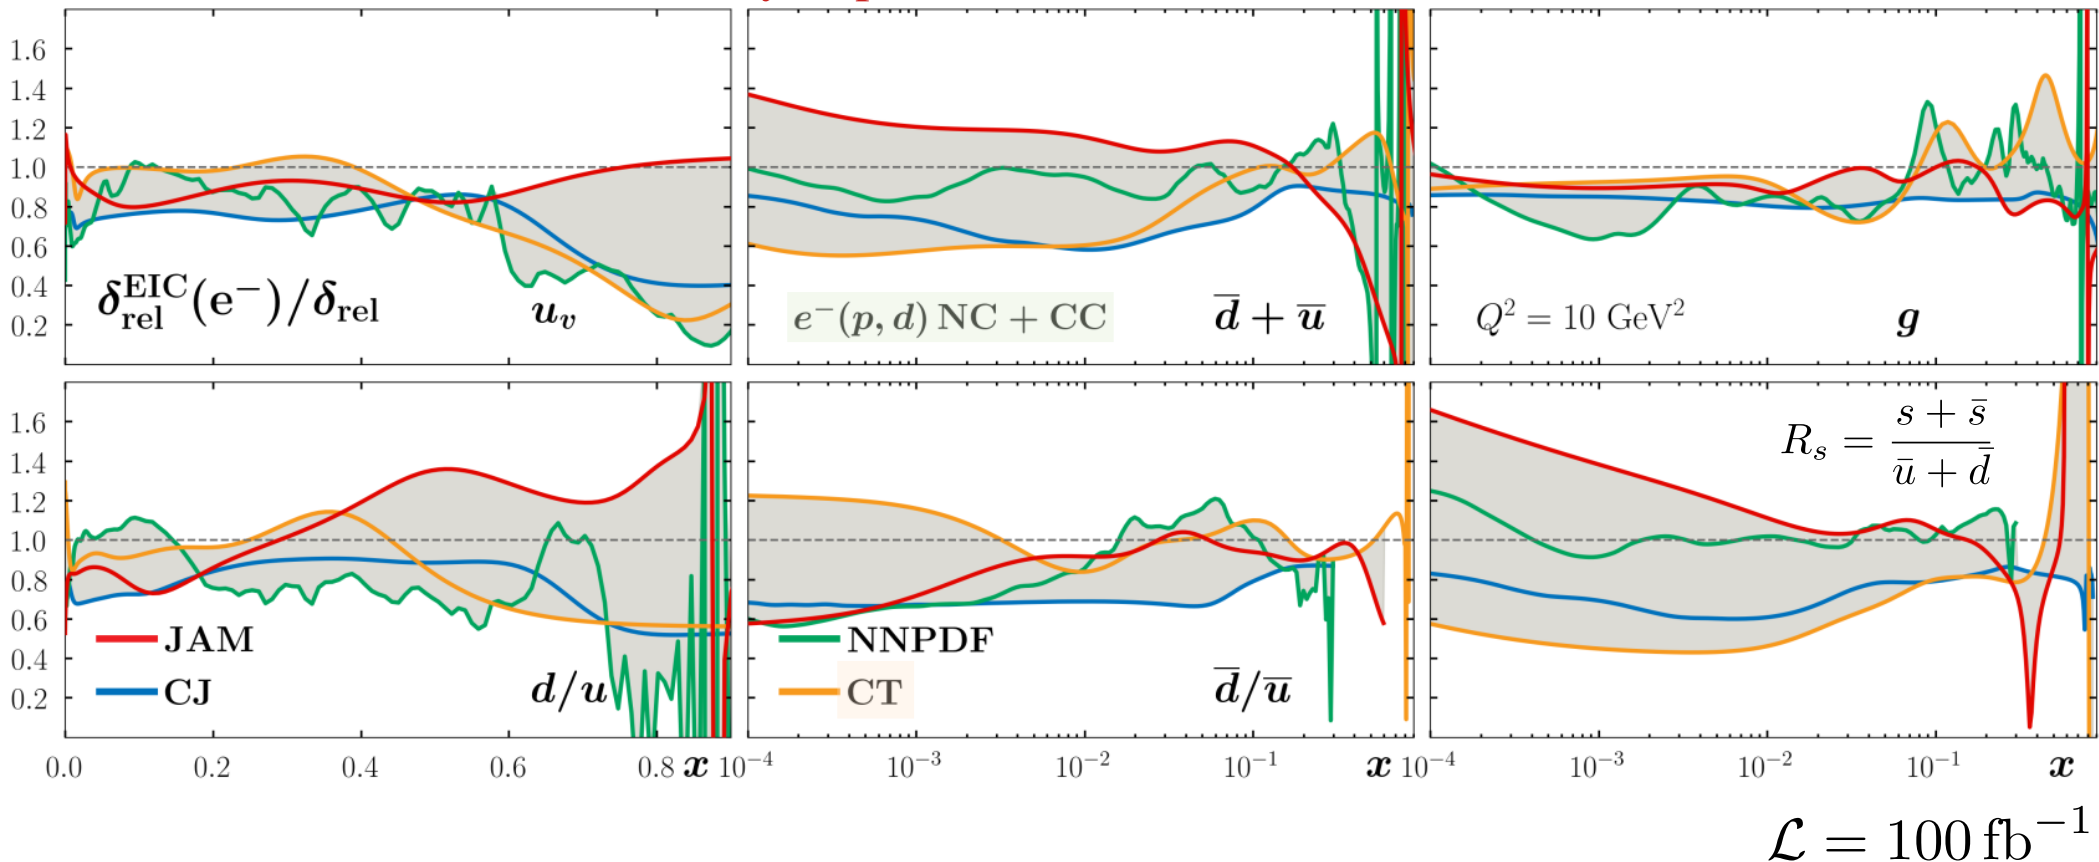 1.6
1.4
1.2
1.0
0.8
0.6
0.4
0.2
δ_rel^EIC(e⁻)/δ_rel
u_v
e⁻(p, d) NC + CC
d̅ + u̅
Q² = 10 GeV²
g
1.6
1.4
1.2
1.0
0.8
0.6
0.4
0.2
JAM
CJ
d/u
NNPDF
CT
d̅/u̅
R_s = (s + s̄)/(ū + d̄)
0.0 0.2 0.4 0.6 0.8 x 10⁻⁴ 10⁻³ 10⁻² 10⁻¹ x 10⁻⁴ 10⁻³ 10⁻² 10⁻¹ x
ℒ = 100 fb⁻¹